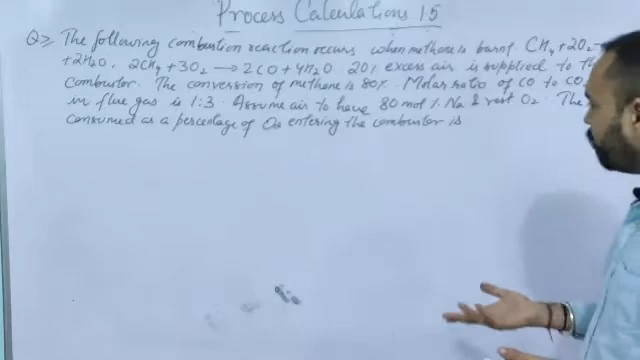 Process Calculations 15
Q⇒ The following combustion reaction occurs when methane is burnt CH4+2O2→
+2H2O, 2CH4+3O2 → 2CO+4H2O 20% excess air is supplied to the
combustor. The conversion of methane is 80%. Molar ratio of CO to CO
in flue gas is 1:3. Assume air to have 80 mol% N2 & rest O2. The
consumed as a percentage of O2 entering the combustor is